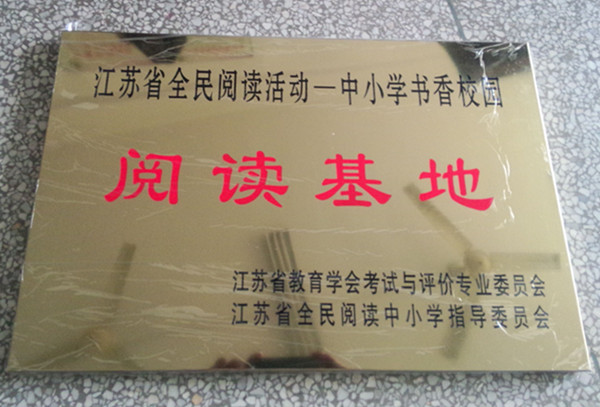 江苏省全民阅读活动—中小学书香校园
阅读基地
江苏省教育学会考试与评价专业委员会
江苏省全民阅读中小学指导委员会